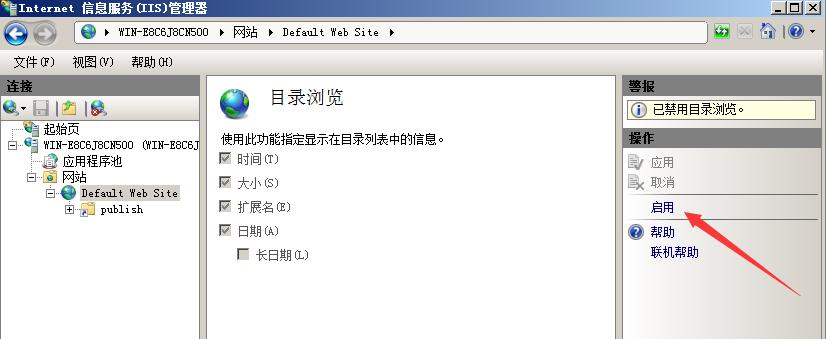 Internet 信息服务(IIS)管理器
WIN-E8C6J8CN500 网站 Default Web Site
文件(F) 视图(V) 帮助(H)
连接
起始页
WIN-E8C6J8CN500 (WIN-E8C6J
应用程序池
网站
Default Web Site
publish
目录浏览
使用此功能指定显示在目录列表中的信息。
时间(T)
大小(S)
扩展名(E)
日期(A)
长日期(L)
警报
已禁用目录浏览。
操作
应用
取消
启用
帮助
联机帮助